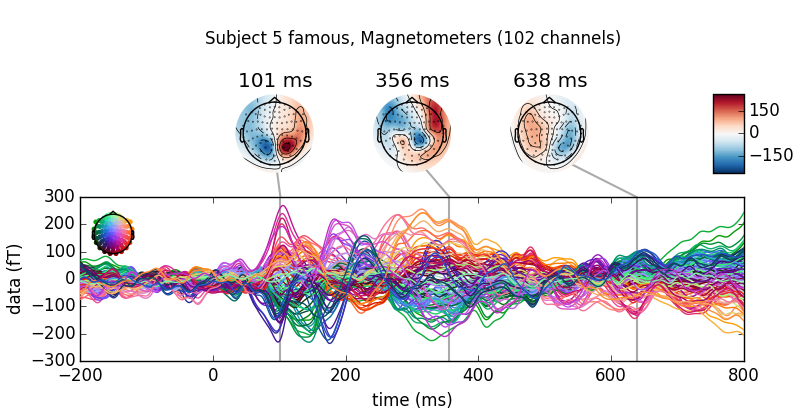 Subject 5 famous, Magnetometers (102 channels)
101 ms 356 ms 638 ms
150
0
−150
300
200
100
0
−100
−200
−300
data (fT)
−200 0 200 400 600 800
time (ms)